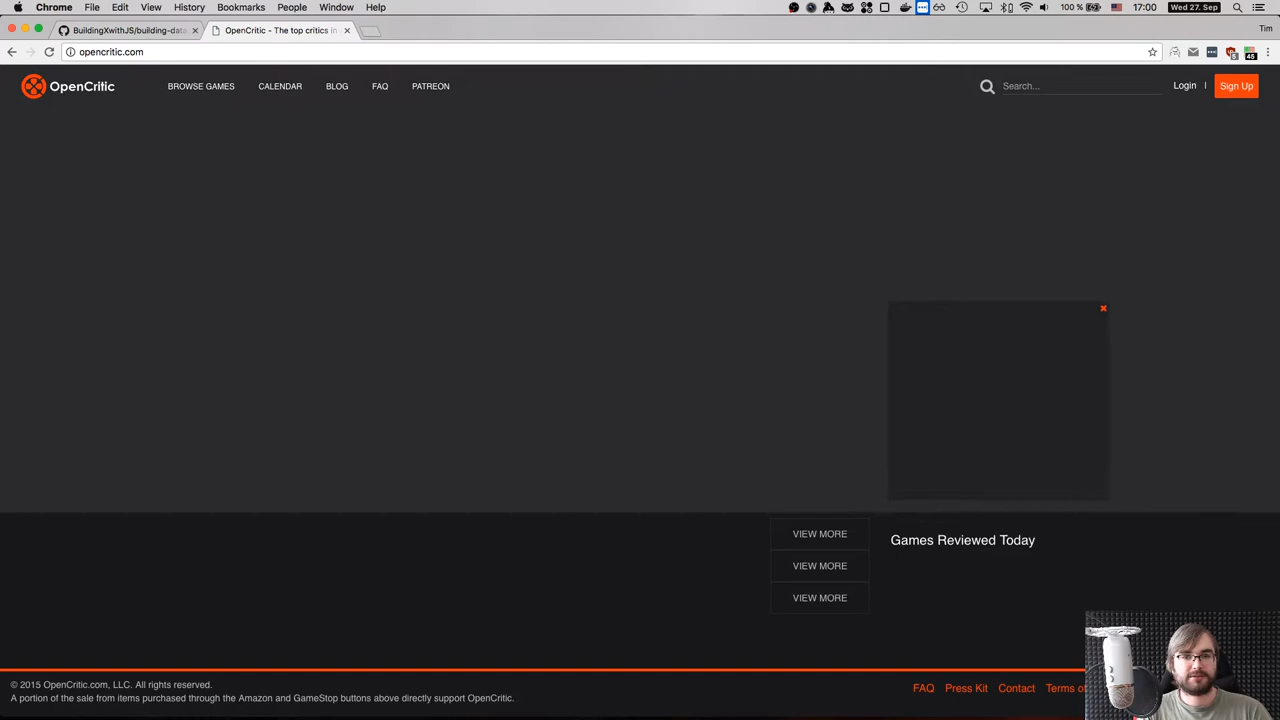 Chrome File Edit View History Bookmarks People Window Help 100 % Wed 27. Sep 17:00
BuildingXwithJS/building-data OpenCritic - The top critics in Tim
opencritic.com
OpenCritic BROWSE GAMES CALENDAR BLOG FAQ PATREON Search... Login | Sign Up
VIEW MORE Games Reviewed Today
VIEW MORE
VIEW MORE
© 2015 OpenCritic.com, LLC. All rights reserved. FAQ Press Kit Contact Terms of
A portion of the sale from items purchased through the Amazon and GameStop buttons above directly support OpenCritic.